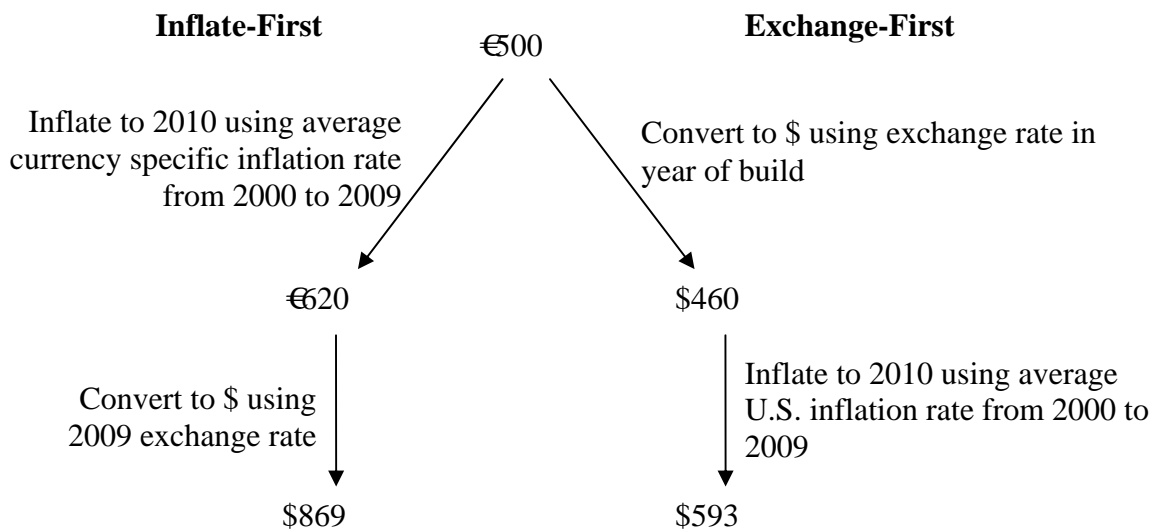 Inflate-First
Exchange-First
€500
Inflate to 2010 using average
currency specific inflation rate
from 2000 to 2009
Convert to $ using exchange rate in
year of build
€620
$460
Convert to $ using
2009 exchange rate
Inflate to 2010 using average
U.S. inflation rate from 2000 to
2009
$869
$593